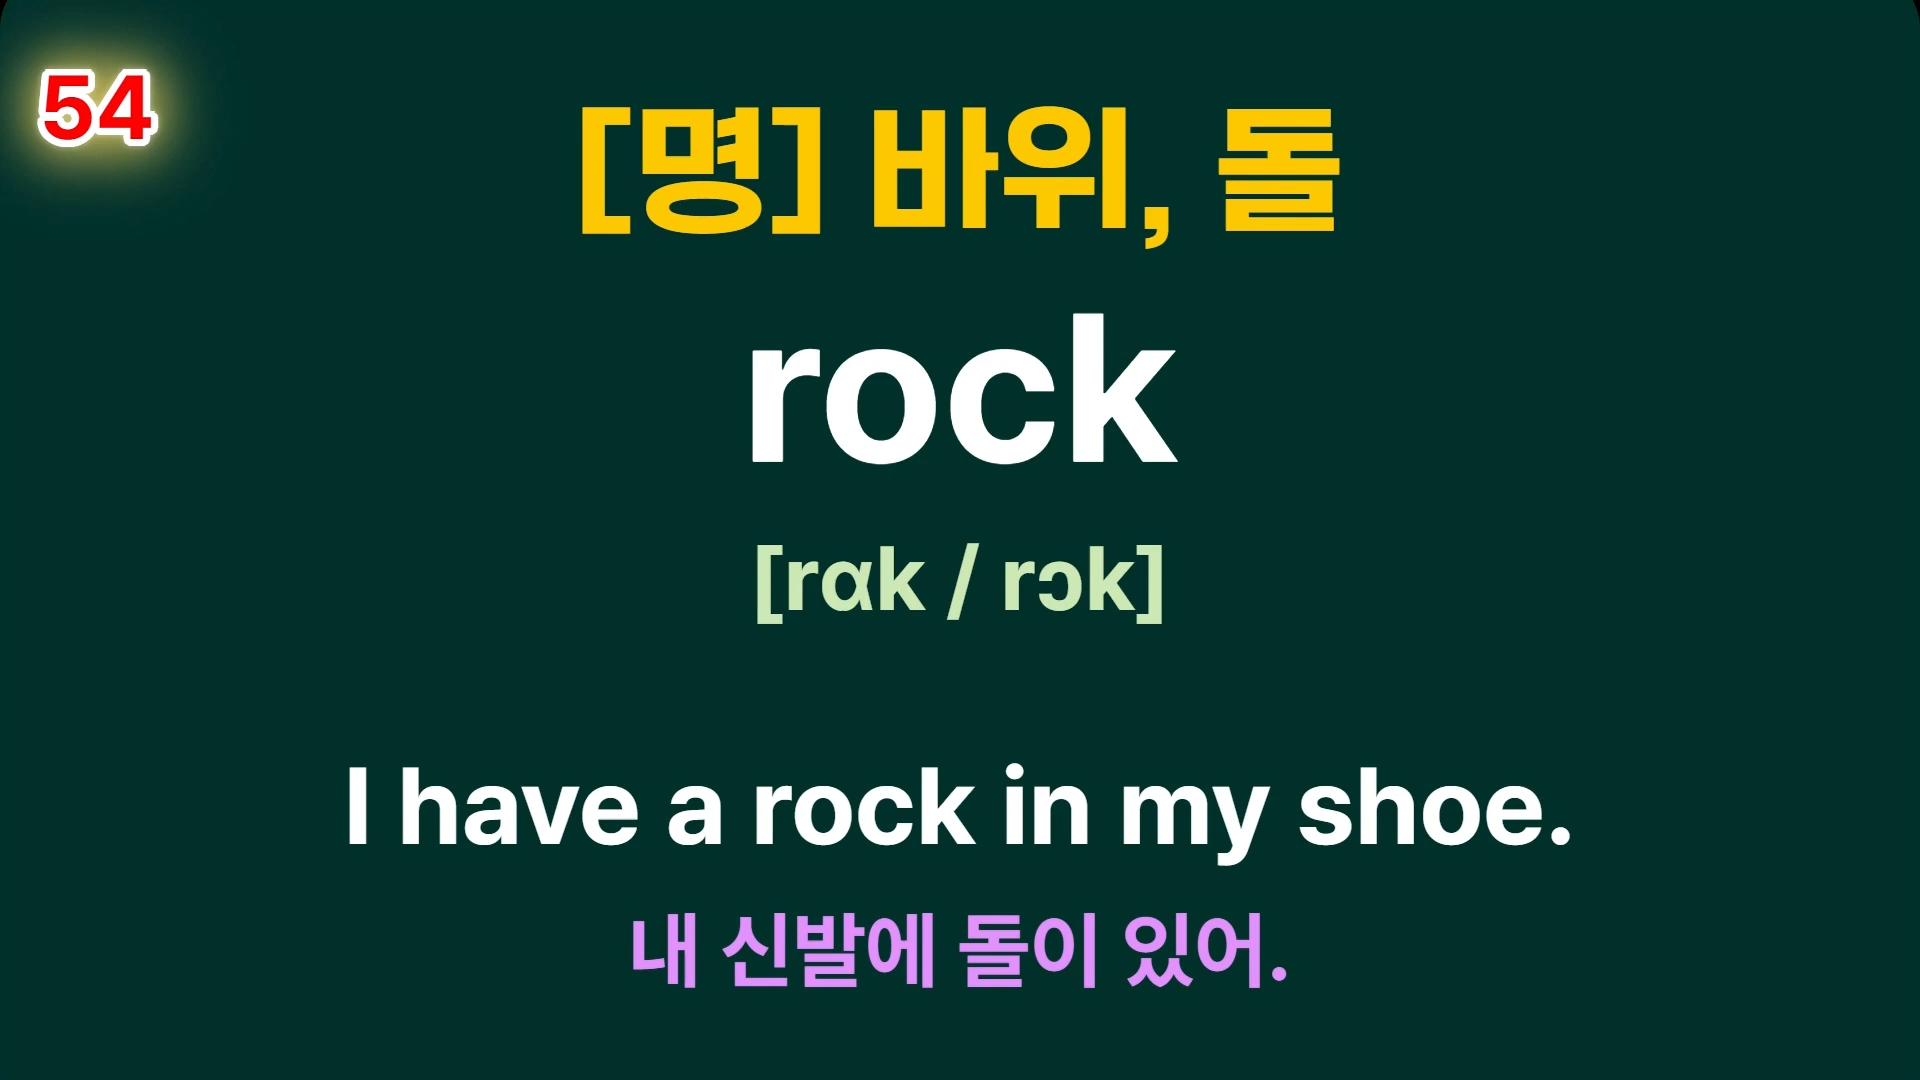 54
[명] 바위, 돌
rock
[rɑk / rɔk]
I have a rock in my shoe.
내 신발에 돌이 있어.